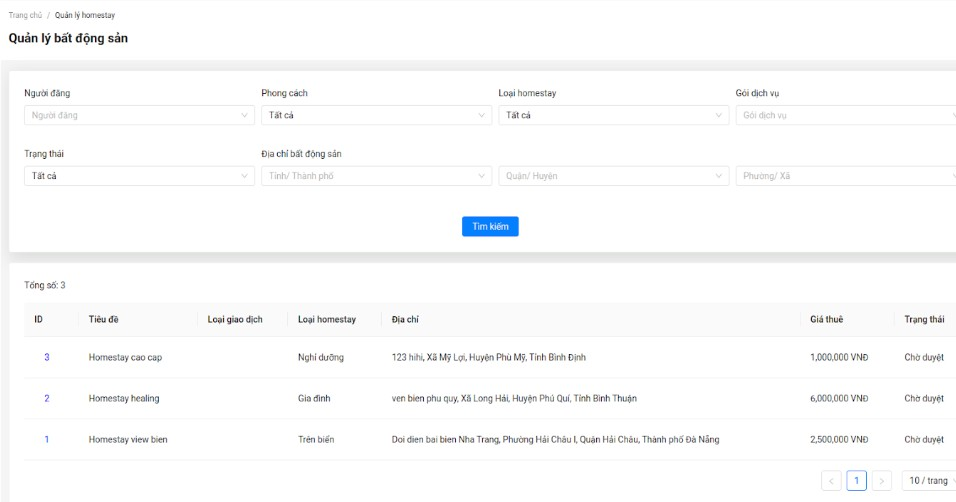 Trang chủ / Quản lý homestay
Quản lý bất động sản
Người đăng Phong cách Loại homestay Gói dịch vụ
Người đăng Tất cả Tất cả Gói dịch vụ
Trạng thái Địa chỉ bất động sản
Tất cả Tỉnh/ Thành phố Quận/ Huyện Phường/ Xã
Tìm kiếm
Tổng số: 3
ID Tiêu đề Loại giao dịch Loại homestay Địa chỉ Giá thuê Trạng thái
3 Homestay cao cap Nghỉ dưỡng 123 hihi, Xã Mỹ Lợi, Huyện Phù Mỹ, Tỉnh Bình Định 1,000,000 VNĐ Chờ duyệt
2 Homestay healing Gia đình ven bien phu quy, Xã Long Hải, Huyện Phú Quí, Tỉnh Bình Thuận 6,000,000 VNĐ Chờ duyệt
1 Homestay view bien Trên biển Doi dien bai bien Nha Trang, Phường Hải Châu I, Quận Hải Châu, Thành phố Đà Nẵng 2,500,000 VNĐ Chờ duyệt
< 1 > 10 / trang